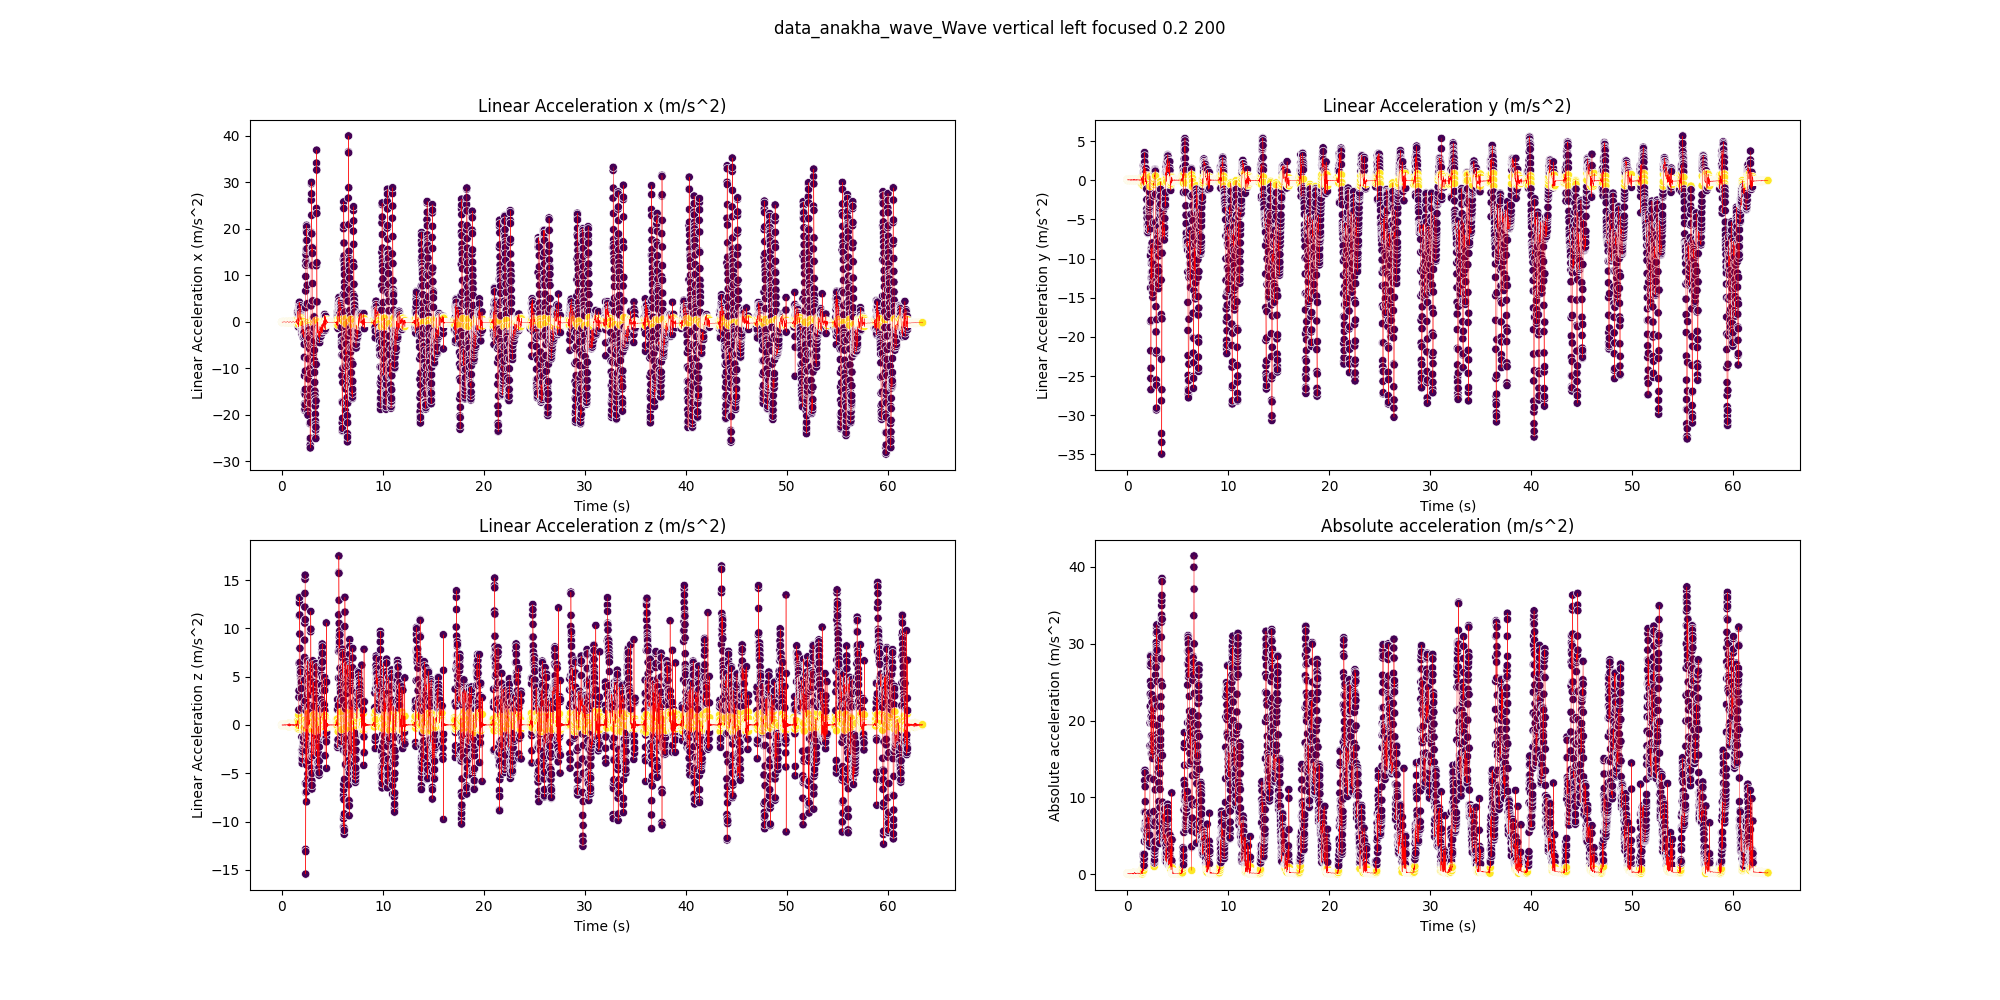 data_anakha_wave_Wave vertical left focused 0.2 200
Linear Acceleration x (m/s^2)
Linear Acceleration x (m/s^2)
40
30
20
10
0
−10
−20
−30
0 10 20 30 40 50 60
Time (s)
Linear Acceleration y (m/s^2)
Linear Acceleration y (m/s^2)
5
0
−5
−10
−15
−20
−25
−30
−35
0 10 20 30 40 50 60
Time (s)
Linear Acceleration z (m/s^2)
Linear Acceleration z (m/s^2)
15
10
5
0
−5
−10
−15
0 10 20 30 40 50 60
Time (s)
Absolute acceleration (m/s^2)
Absolute acceleration (m/s^2)
40
30
20
10
0
0 10 20 30 40 50 60
Time (s)